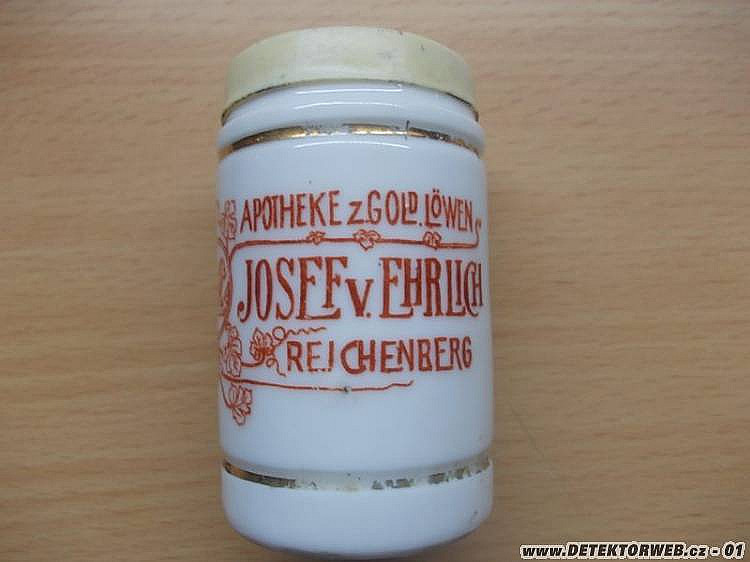 APOTHEKE Z. GOLD. LÖWEN
JOSEF V. EHRLICH
REICHENBERG
www.DETEKTORWEB.cz - 01